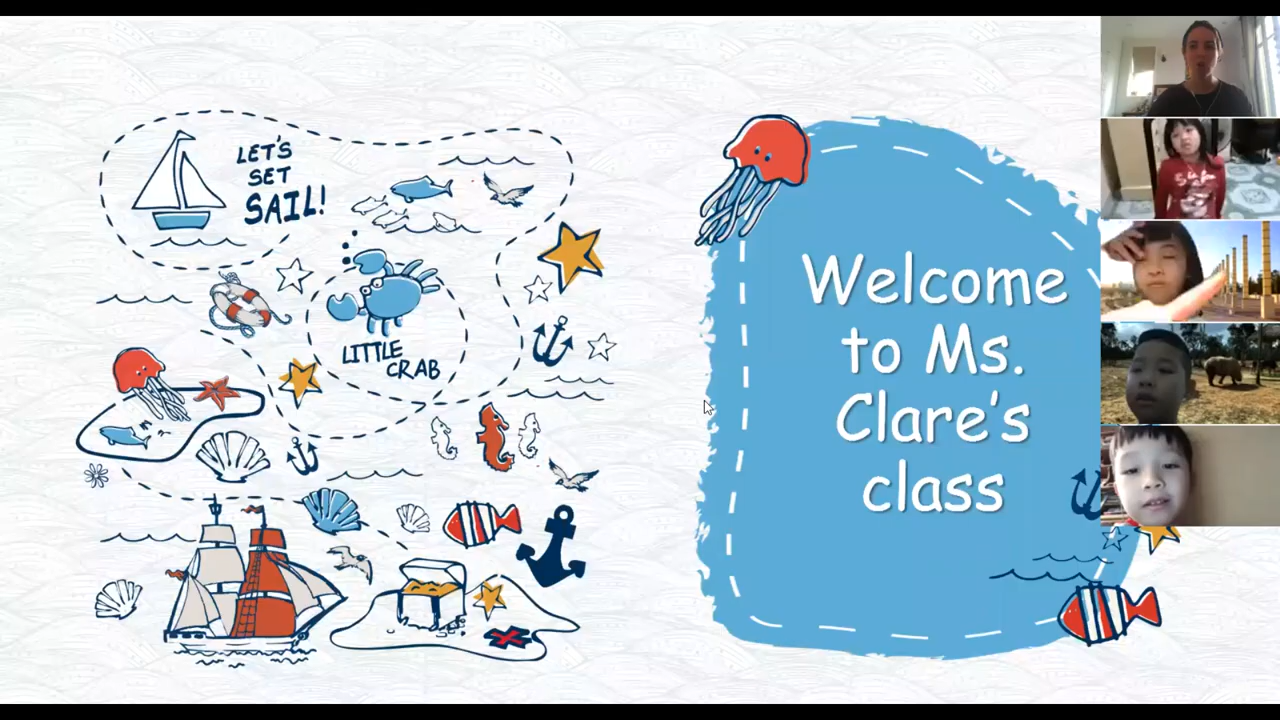 LET'S
SET
SAIL!
LITTLE
CRAB
Welcome
to Ms.
Clare's
class